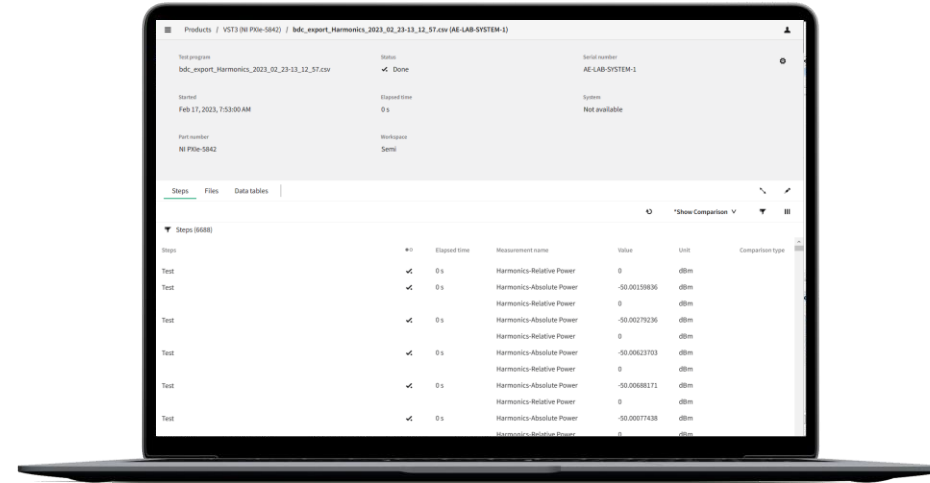 Products / VST3 (NI PXIe-5842) / bdc_export_Harmonics_2023_02_23-13_12_57.csv (AE-LAB-SYSTEM-1)
Test program Status Serial number
bdc_export_Harmonics_2023_02_23-13_12_57.csv Done AE-LAB-SYSTEM-1
Started Elapsed time System
Feb 17, 2023, 7:53:00 AM 0 s Not available
Part number Workspace
NI PXIe-5842 Semi
Steps Files Data tables
*Show Comparison
Steps (6688)
Steps Elapsed time Measurement name Value Unit Comparison type
Test 0 s Harmonics-Relative Power 0 dBm
Test 0 s Harmonics-Absolute Power -50.00159836 dBm
Harmonics-Relative Power 0 dBm
Test 0 s Harmonics-Absolute Power -50.00279236 dBm
Harmonics-Relative Power 0 dBm
Test 0 s Harmonics-Absolute Power -50.00623703 dBm
Harmonics-Relative Power 0 dBm
Test 0 s Harmonics-Absolute Power -50.00688171 dBm
Harmonics-Relative Power 0 dBm
Test 0 s Harmonics-Absolute Power -50.00077438 dBm
Harmonics-Relative Power 0 dBm